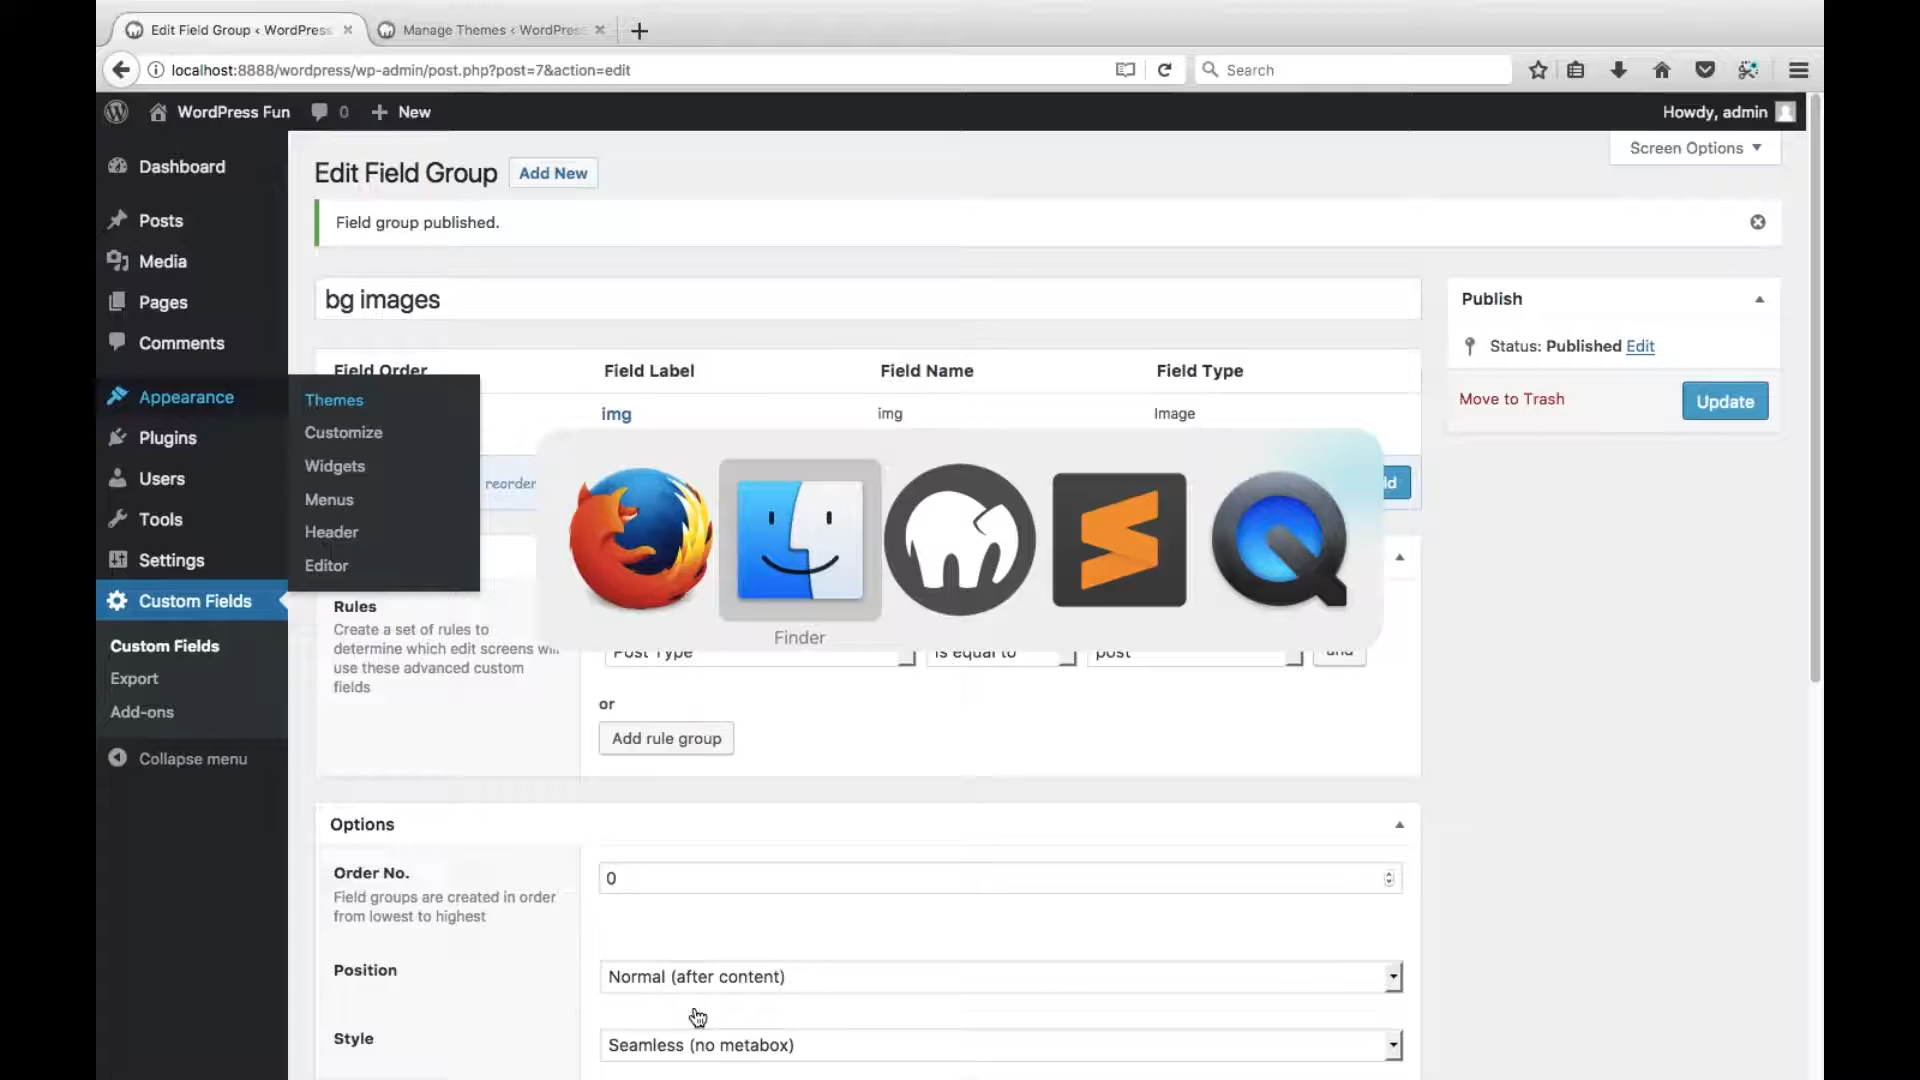 Edit Field Group ‹ WordPress
Manage Themes ‹ WordPress
localhost:8888/wordpress/wp-admin/post.php?post=7&action=edit
Search
WordPress Fun
0
New
Howdy, admin
Screen Options
Dashboard
Posts
Media
Pages
Comments
Appearance
Plugins
Users
Tools
Settings
Custom Fields
Custom Fields
Export
Add-ons
Collapse menu
Themes
Customize
Widgets
Menus
Header
Editor
Edit Field Group
Add New
Field group published.
bg images
Field Order
Field Label
Field Name
Field Type
img
img
Image
reorder
ld
Finder
Rules
Create a set of rules to
determine which edit screens will
use these advanced custom
fields
Post Type
is equal to
post
and
or
Add rule group
Options
Order No.
Field groups are created in order
from lowest to highest
0
Position
Normal (after content)
Style
Seamless (no metabox)
Publish
Status: Published Edit
Move to Trash
Update